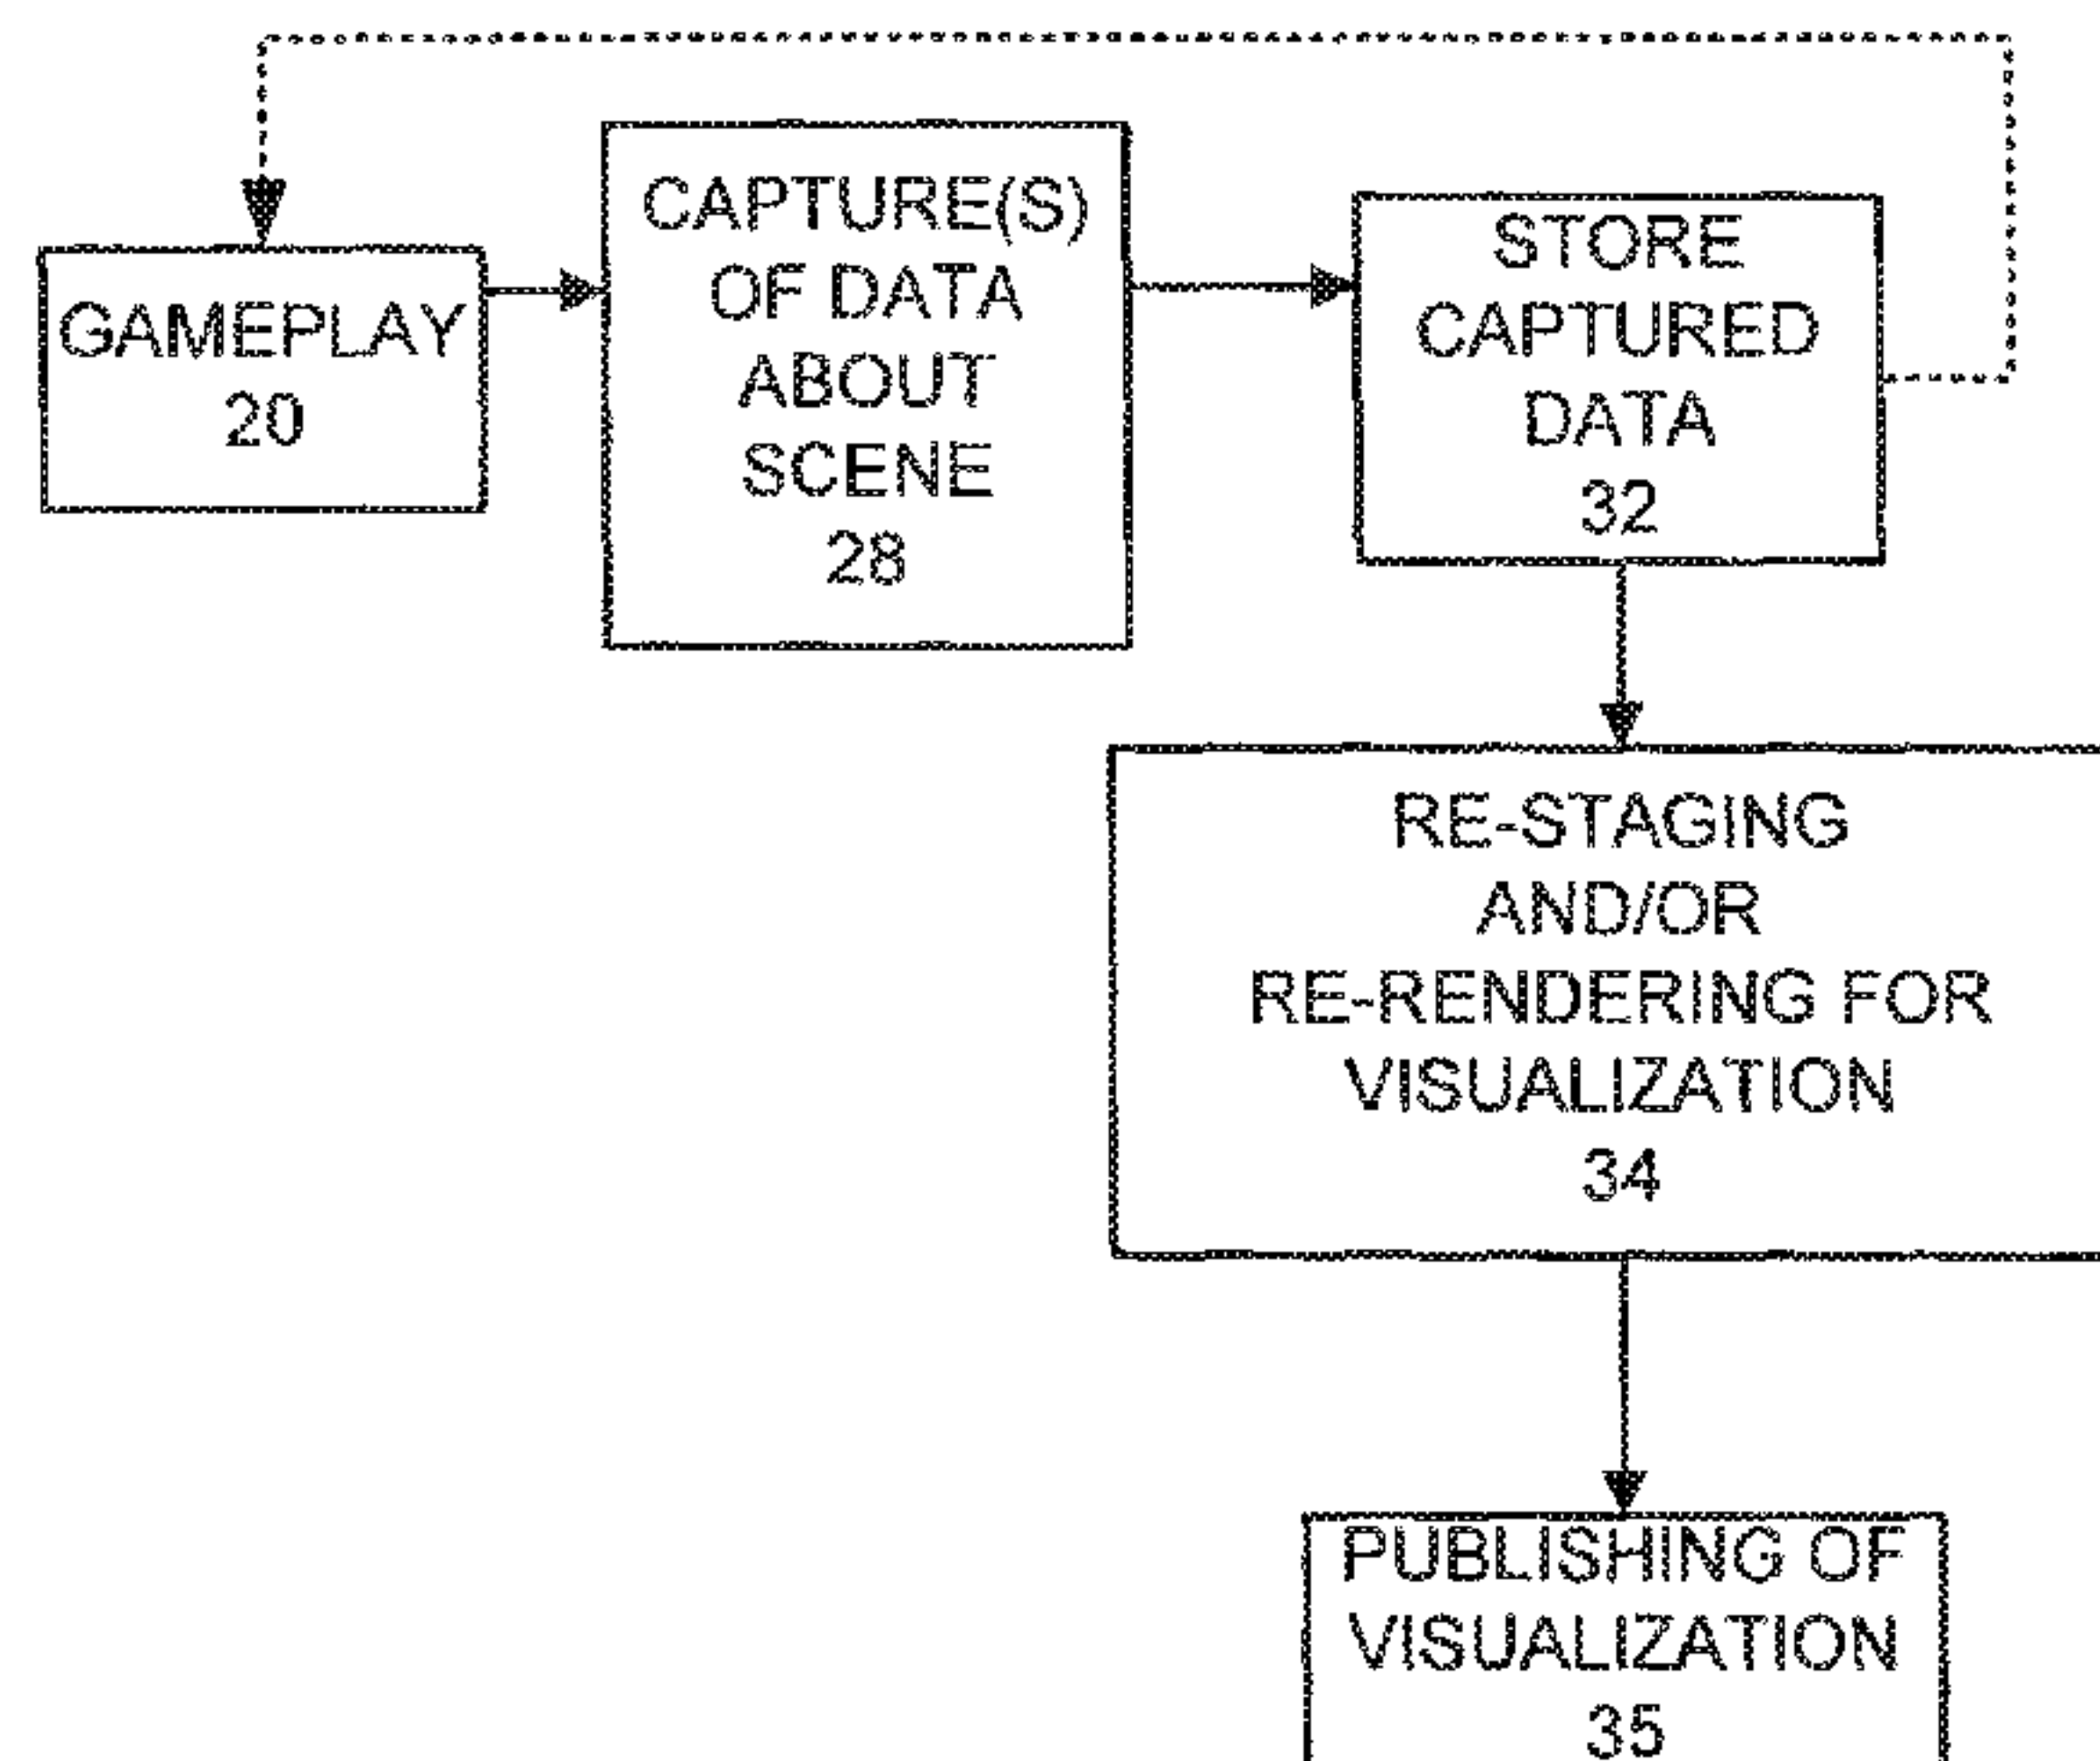 GAMEPLAY
20
CAPTURE(S)
OF DATA
ABOUT
SCENE
28
STORE
CAPTURED
DATA
32
RE-STAGING
AND/OR
RE-RENDERING FOR
VISUALIZATION
34
PUBLISHING OF
VISUALIZATION
35